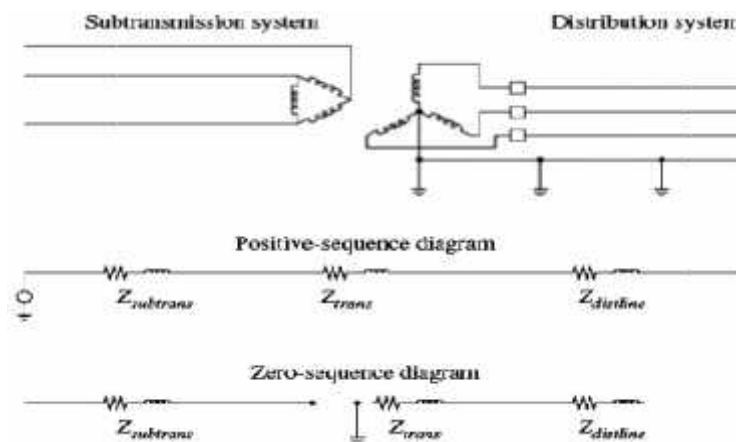 Subtransmission system
Distribution system
Positive-sequence diagram
Zsubtrans
Ztrans
Zdistline
Zero-sequence diagram
Zsubtrans
Ztrans
Zdistline